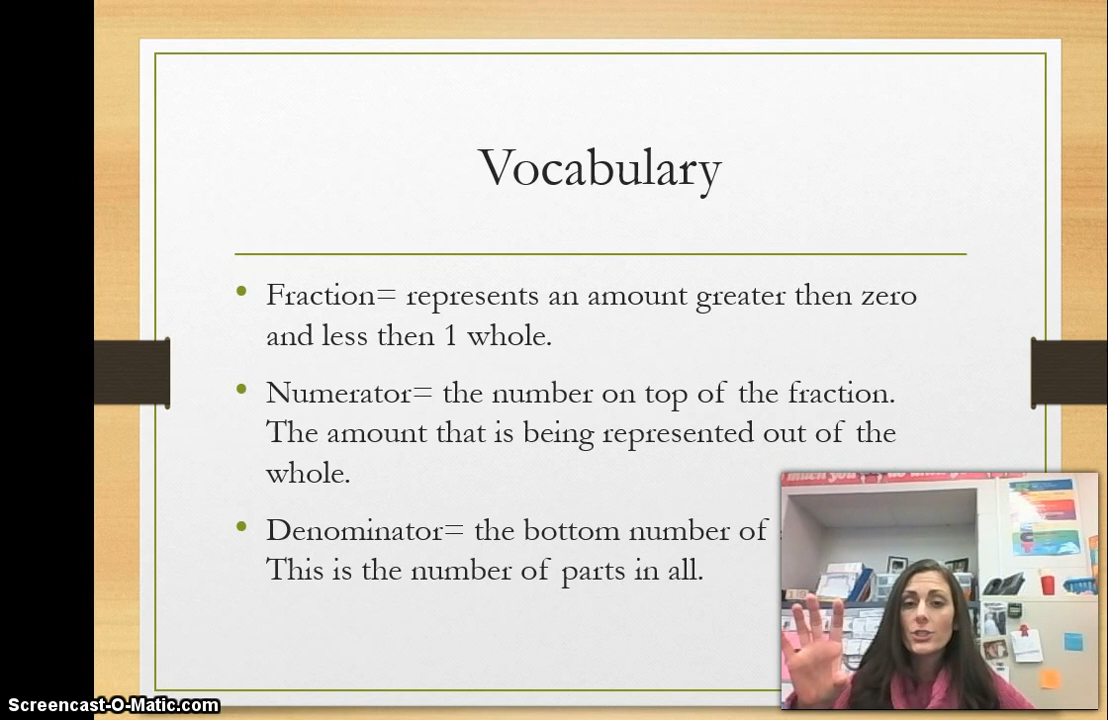 Vocabulary
• Fraction= represents an amount greater then zero
and less then 1 whole.
• Numerator= the number on top of the fraction.
The amount that is being represented out of the
whole.
• Denominator= the bottom number of
This is the number of parts in all.
much you
Screencast-O-Matic.com